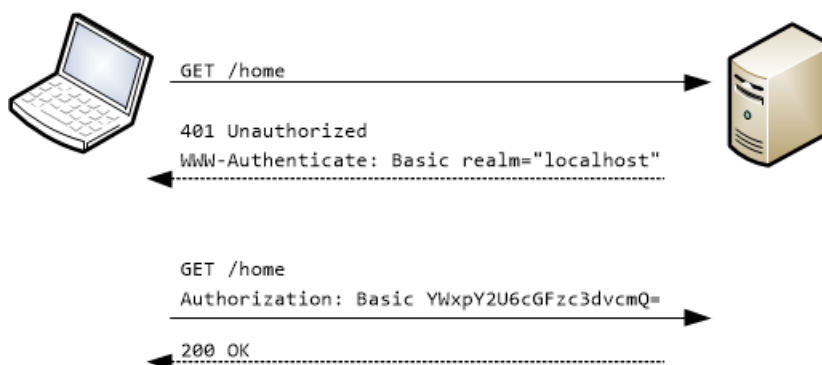 GET /home
401 Unauthorized
WWW-Authenticate: Basic realm="localhost"
GET /home
Authorization: Basic YWxpY2U6cGFzc3dvcmQ=
200 OK